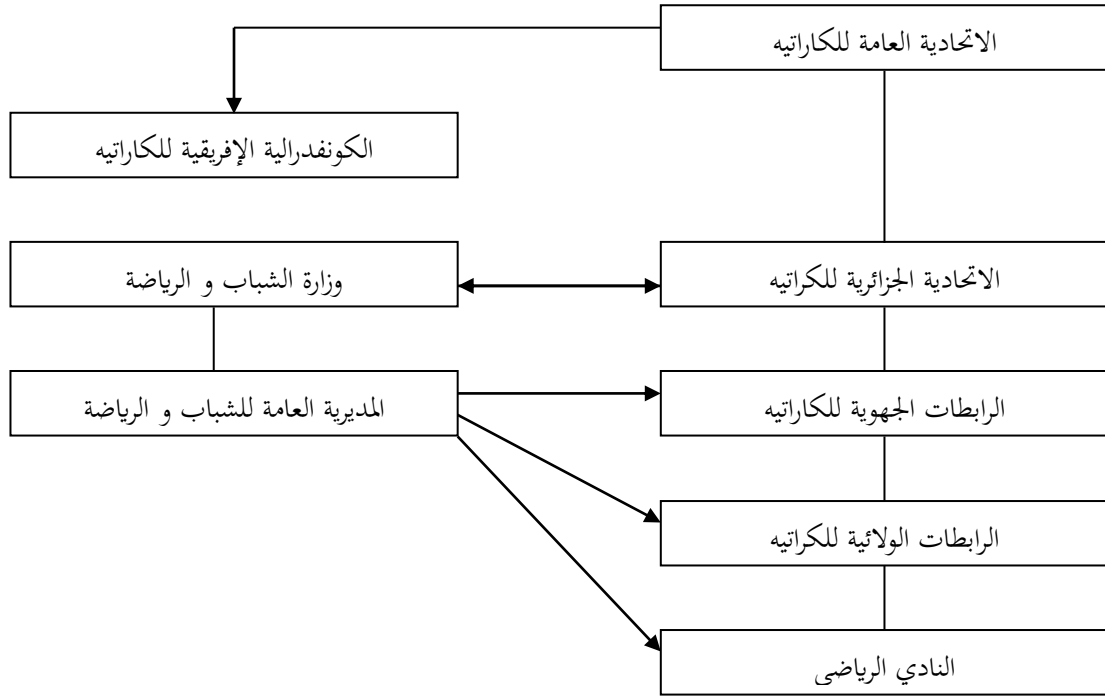 الاتحادية العامة للكاراتيه
الكونفدرالية الإفريقية للكاراتيه
الاتحادية الجزائرية للكراتيه
وزارة الشباب و الرياضة
الرابطات الجهوية للكاراتيه
المديرية العامة للشباب و الرياضة
الرابطات الولائية للكراتيه
النادي الرياضي